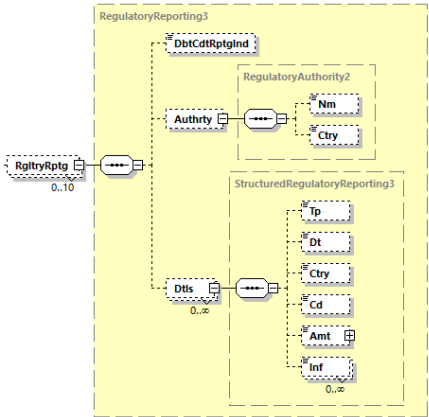 RegulatoryReporting3
DbtCdtRptgInd
RegulatoryAuthority2
Authrty
Nm
Ctry
RgltryRptg
0..10
StructuredRegulatoryReporting3
Tp
Dt
Ctry
Dtls
0..∞
Cd
Amt
Inf
0..∞